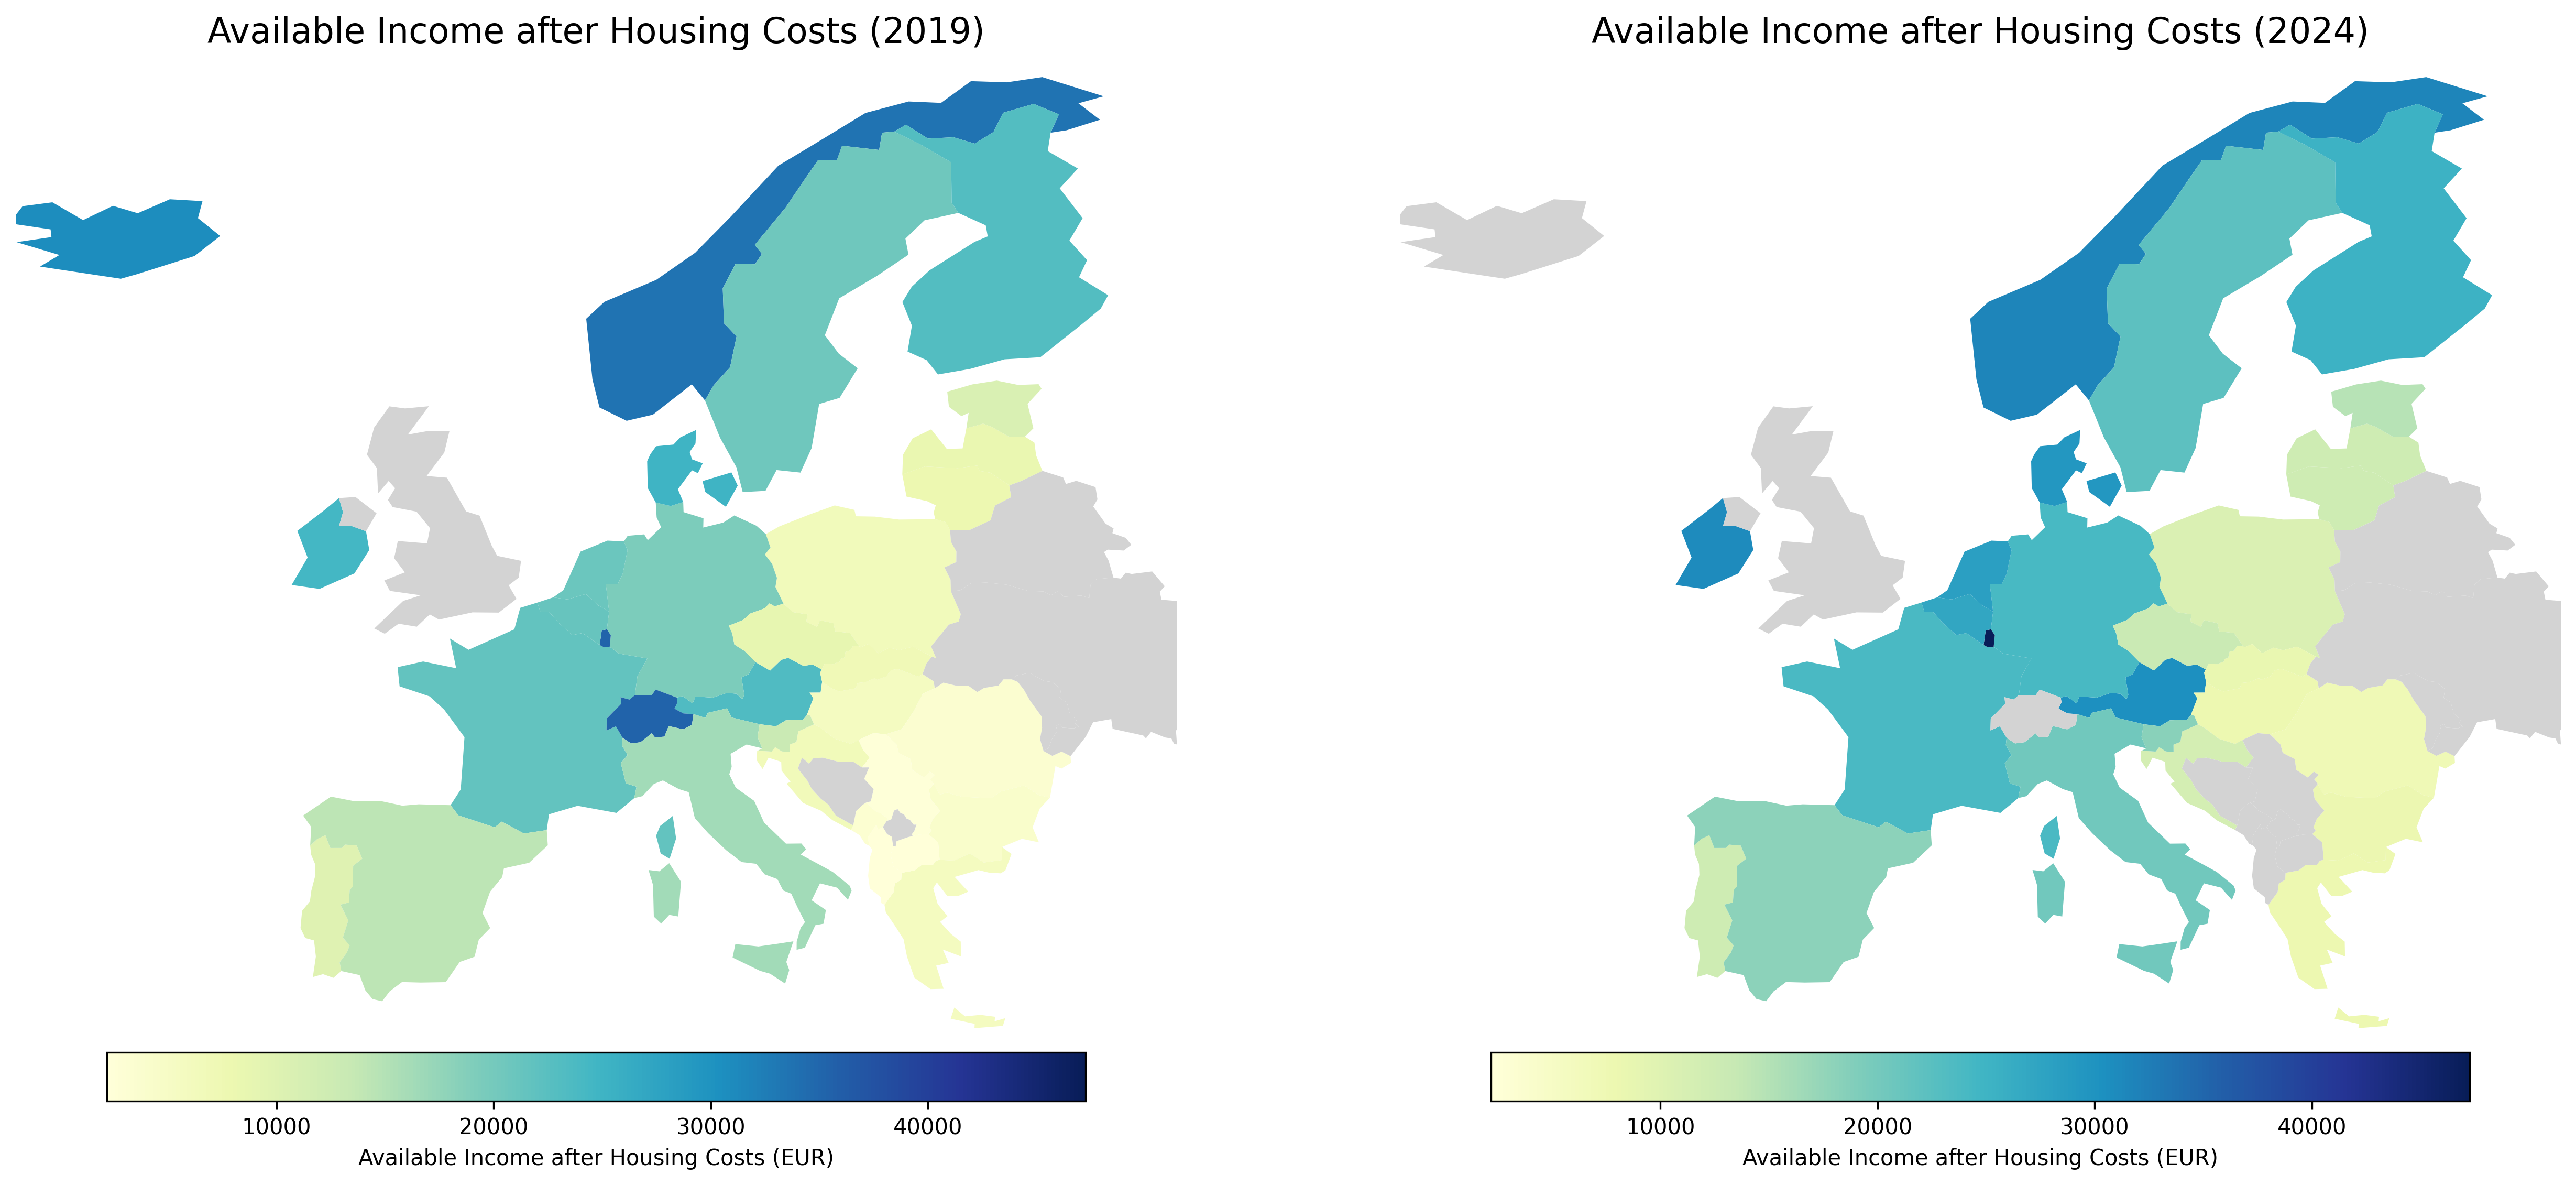 Available Income after Housing Costs (2019)
Available Income after Housing Costs (2024)
10000 20000 30000 40000
Available Income after Housing Costs (EUR)
10000 20000 30000 40000
Available Income after Housing Costs (EUR)